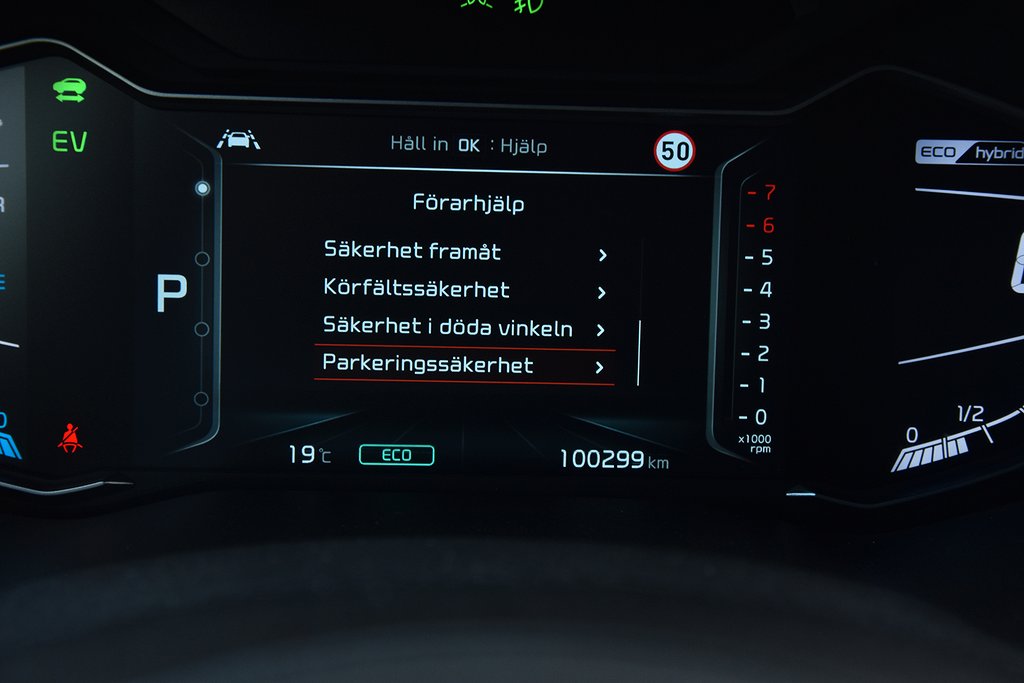 EV
Håll in OK : Hjälp
50
ECO hybrid
Förarhjälp
Säkerhet framåt
Körfältssäkerhet
Säkerhet i döda vinkeln
Parkeringssäkerhet
P
- 7
- 6
- 5
- 4
- 3
- 2
- 1
- 0
x1000
rpm
1/2
0
19°C
ECO
100299 km